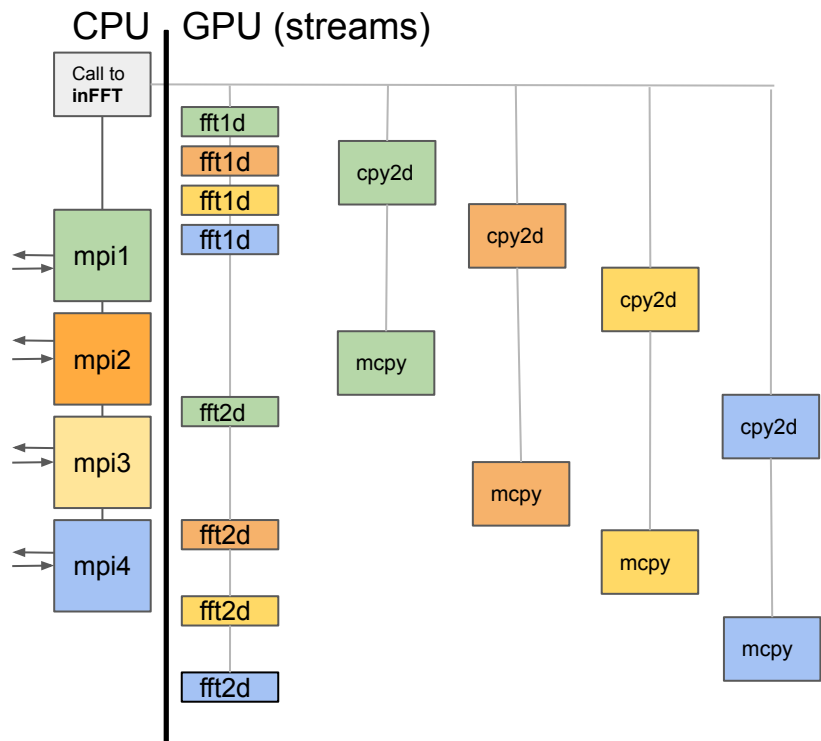 CPU
GPU (streams)
Call to
inFFT
fft1d
fft1d
fft1d
fft1d
cpy2d
cpy2d
cpy2d
cpy2d
mpi1
mpi2
mpi3
mpi4
mcpy
mcpy
mcpy
mcpy
fft2d
fft2d
fft2d
fft2d